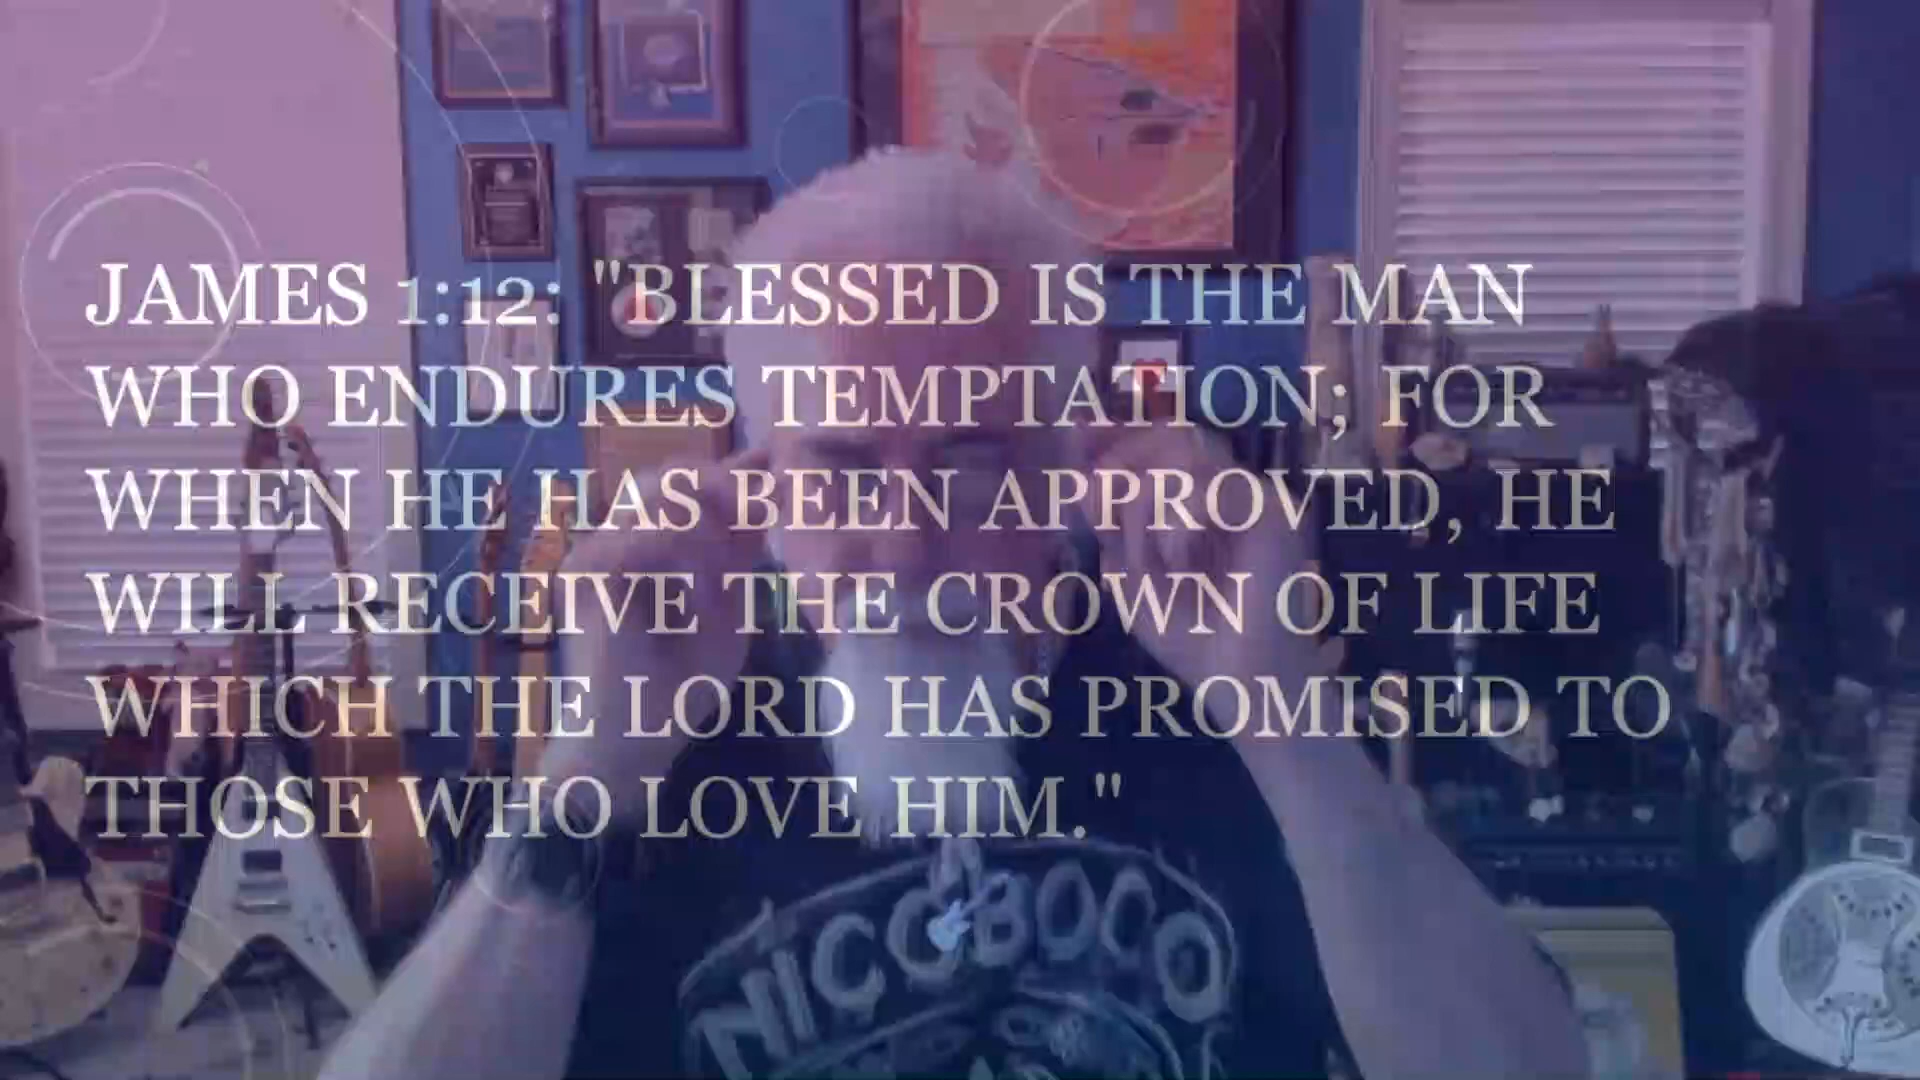 JAMES 1:12: "BLESSED IS THE MAN
WHO ENDURES TEMPTATION; FOR
WHEN HE HAS BEEN APPROVED, HE
WILL RECEIVE THE CROWN OF LIFE
WHICH THE LORD HAS PROMISED TO
THOSE WHO LOVE HIM."
NICOBOCO